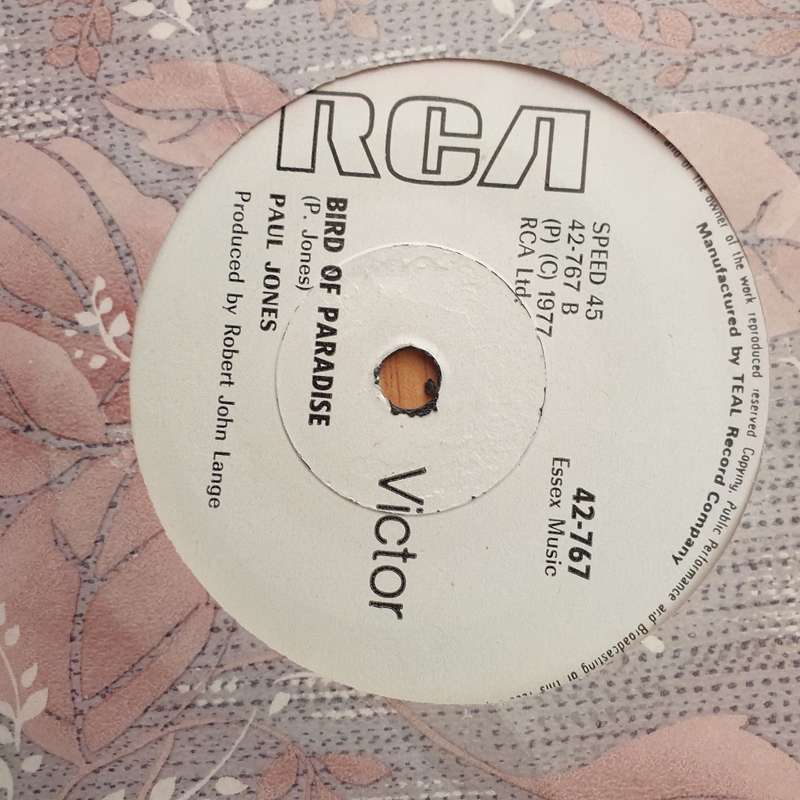 RCA
Victor
SPEED 45
42-767 B
(P) (C) 1977
RCA Ltd.
42-767
Essex Music
BIRD OF PARADISE
(P. Jones)
PAUL JONES
Produced by Robert John Lange
Manufactured by TEAL Record Company
and of the owner of the work reproduced reserved Copying, Public Performance and Broadcasting of this